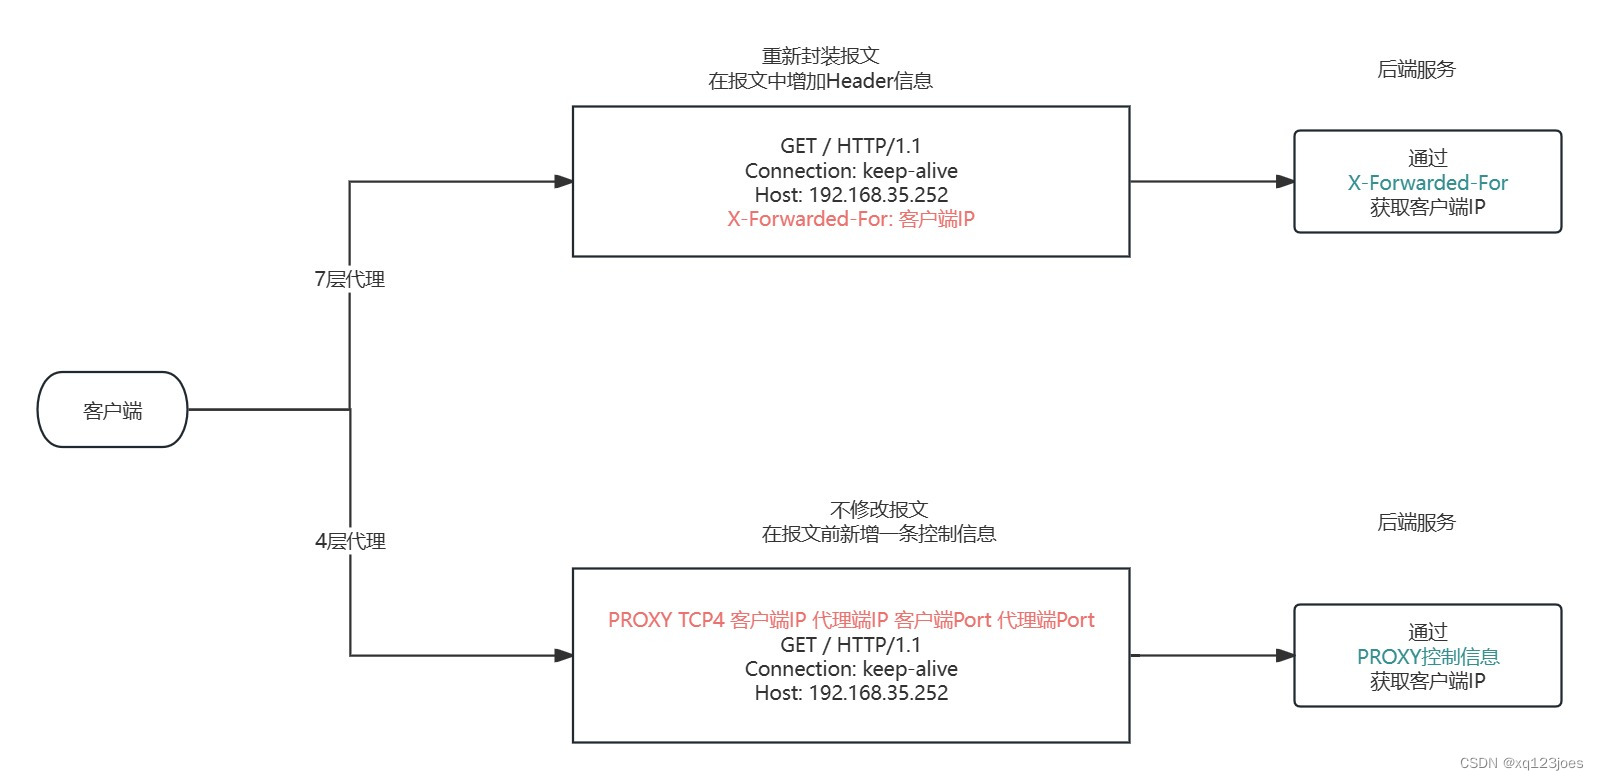 重新封装报文
在报文中增加Header信息
后端服务
GET / HTTP/1.1
Connection: keep-alive
Host: 192.168.35.252
X-Forwarded-For: 客户端IP
通过
X-Forwarded-For
获取客户端IP
7层代理
客户端
4层代理
不修改报文
在报文前新增一条控制信息
后端服务
PROXY TCP4 客户端IP 代理端IP 客户端Port 代理端Port
GET / HTTP/1.1
Connection: keep-alive
Host: 192.168.35.252
通过
PROXY控制信息
获取客户端IP
CSDN @xq123joes